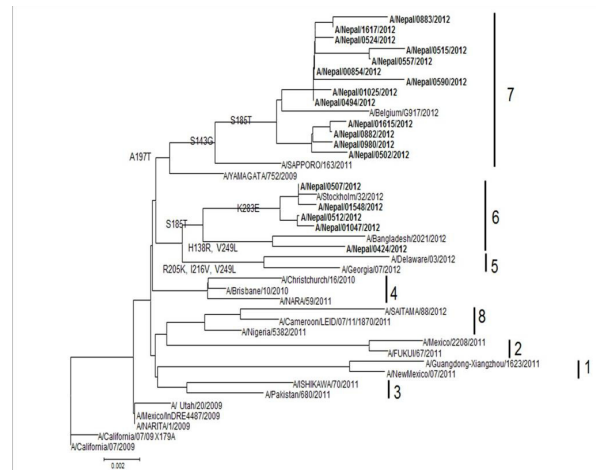 A/Nepal/0883/2012
A/Nepal/1617/2012
A/Nepal/0524/2012
A/Nepal/0515/2012
A/Nepal/0557/2012
A/Nepal/00854/2012
A/Nepal/0590/2012
7
A/Nepal/01025/2012
A/Nepal/0494/2012
A/Belgium/G917/2012
S185T
A/Nepal/01615/2012
A/Nepal/0882/2012
S143G
A/Nepal/0980/2012
A/Nepal/0502/2012
A197T
A/SAPPORO/163/2011
A/YAMAGATA/752/2009
A/Nepal/0507/2012
A/Stockholm/32/2012
K283E
A/Nepal/01548/2012
A/Nepal/0512/2012
6
S185T
A/Nepal/01047/2012
A/Bangladesh/2021/2012
H138R, V249L
A/Nepal/0424/2012
A/Delaware/03/2012
5
R205K, I216V, V249L
A/Georgia/07/2012
A/Christchurch/16/2010
A/Brisbane/10/2010
4
A/NARA/59/2011
A/SAITAMA/88/2012
8
A/Cameroon/LEID/07/11/1870/2011
A/Nigeria/5382/2011
A/Mexico/2208/2011
2
A/FUKUI/67/2011
A/Guangdong-Xiangzhou/1623/2011
1
A/NewMexico/07/2011
A/ISHIKAWA/70/2011
3
A/Pakistan/680/2011
A/ Utah/20/2009
A/Mexico/InDRE4487/2009
A/NARITA/1/2009
A/California/07/09 X179A
A/California/07/2009
0.002